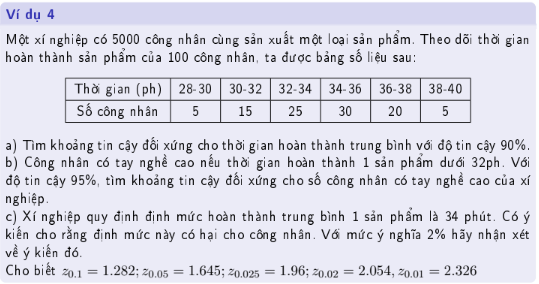 Ví dụ 4
Một xí nghiệp có 5000 công nhân cùng sản xuất một loại sản phẩm. Theo dõi thời gian
hoàn thành sản phẩm của 100 công nhân, ta được bảng số liệu sau:
Thời gian (ph) 28-30 30-32 32-34 34-36 36-38 38-40
Số công nhân 5 15 25 30 20 5
a) Tìm khoảng tin cậy đối xứng cho thời gian hoàn thành trung bình với độ tin cậy 90%.
b) Công nhân có tay nghề cao nếu thời gian hoàn thành 1 sản phẩm dưới 32ph. Với
độ tin cậy 95%, tìm khoảng tin cậy đối xứng cho số công nhân có tay nghề cao của xí
nghiệp.
c) Xí nghiệp quy định định mức hoàn thành trung bình 1 sản phẩm là 34 phút. Có ý
kiến cho rằng định mức này có hại cho công nhân. Với mức ý nghĩa 2% hãy nhận xét
về ý kiến đó.
Cho biết z_{0.1} = 1.282; z_{0.05} = 1.645; z_{0.025} = 1.96; z_{0.02} = 2.054, z_{0.01} = 2.326